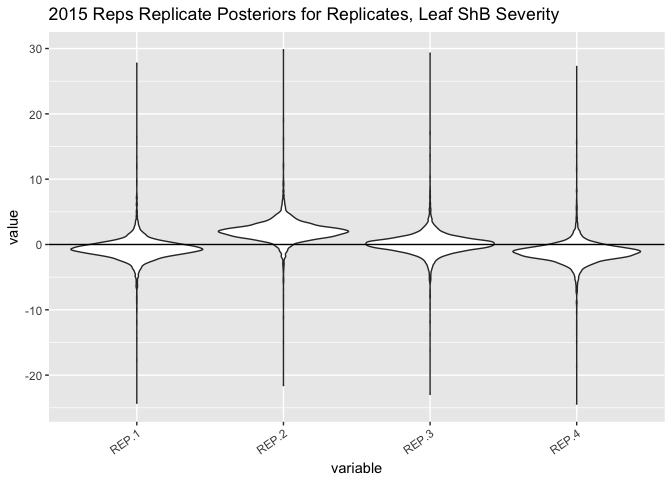 2015 Reps Replicate Posteriors for Replicates, Leaf ShB Severity
30
20
10
0
-10
-20
value
REP.1
REP.2
REP.3
REP.4
variable